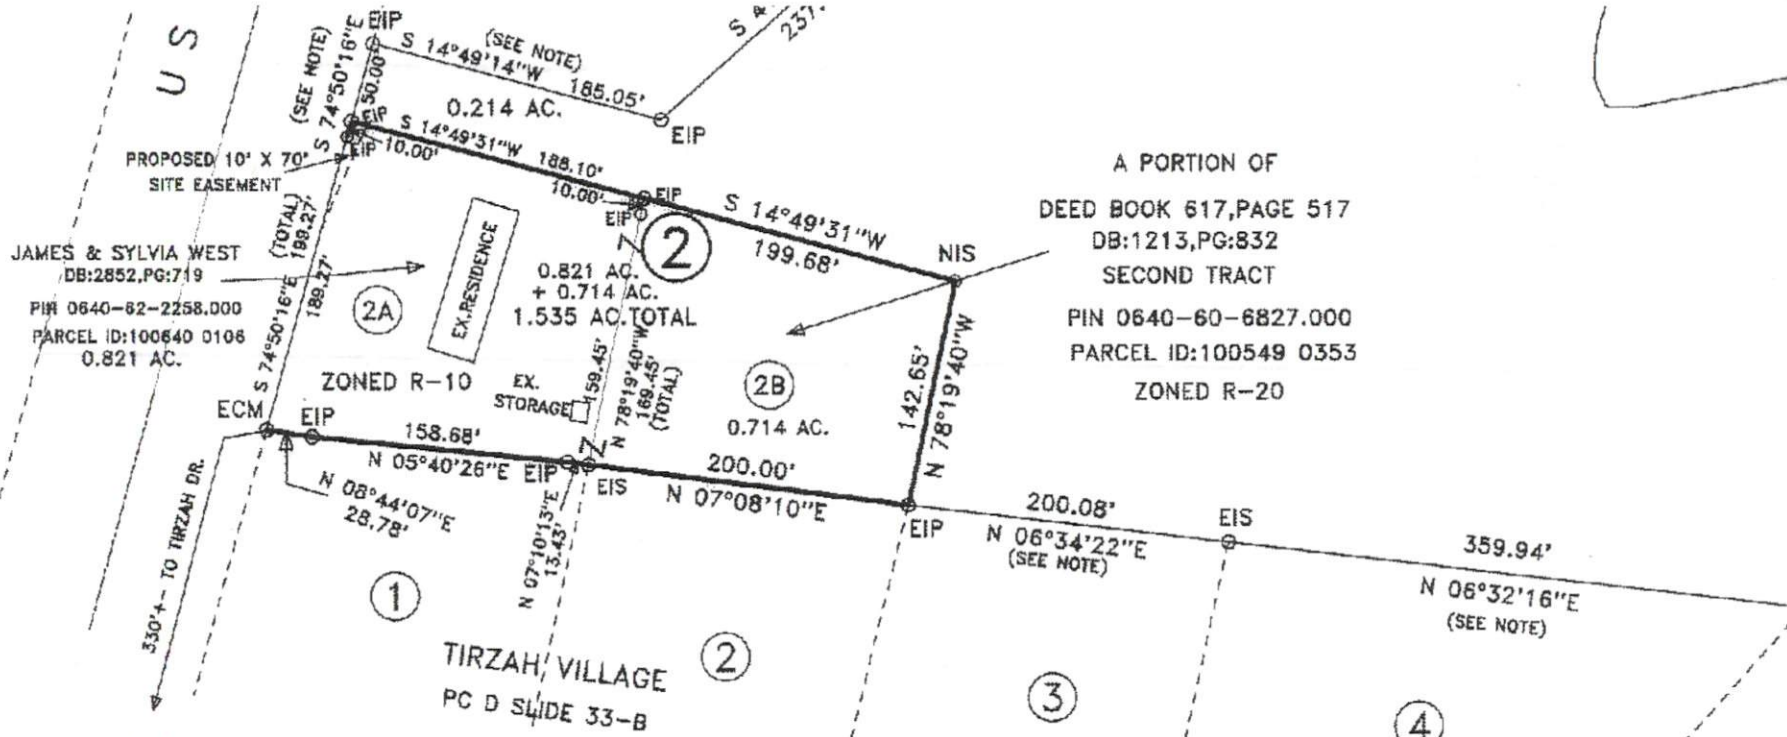 U S
EIP
(SEE NOTE)
S 74°50'16"E
50.00'
(SEE NOTE)
S 14°49'14"W
185.05'
0.214 AC.
EIP
237.
EIP
S 14°49'31"W
188.10'
10.00'
EIP
10.00'
EIP
EIP
PROPOSED 10' X 70'
SITE EASEMENT
JAMES & SYLVIA WEST
DB:2852,PG:719
PIN 0640-62-2258.000
PARCEL ID:100640 0106
0.821 AC.
S 74°50'16"E
(TOTAL)
199.27'
189.27'
2A
EX.RESIDENCE
ZONED R-10
EX.
STORAGE
2
0.821 AC.
+ 0.714 AC.
1.535 AC.TOTAL
Z
Z
159.45'
N 78°19'40"W
169.45'
(TOTAL)
S 14°49'31"W
199.68'
NIS
2B
0.714 AC.
142.65'
N 78°19'40"W
A PORTION OF
DEED BOOK 617,PAGE 517
DB:1213,PG:832
SECOND TRACT
PIN 0640-60-6827.000
PARCEL ID:100549 0353
ZONED R-20
ECM
EIP
158.68'
N 05°40'26"E
EIP
EIS
N 08°44'07"E
28.78'
N 07°10'13"E
13.43'
200.00'
N 07°08'10"E
EIP
200.08'
N 06°34'22"E
(SEE NOTE)
EIS
359.94'
N 06°32'16"E
(SEE NOTE)
330'+- TO TIRZAH DR.
1
TIRZAH VILLAGE
PC D SLIDE 33-B
2
3
4